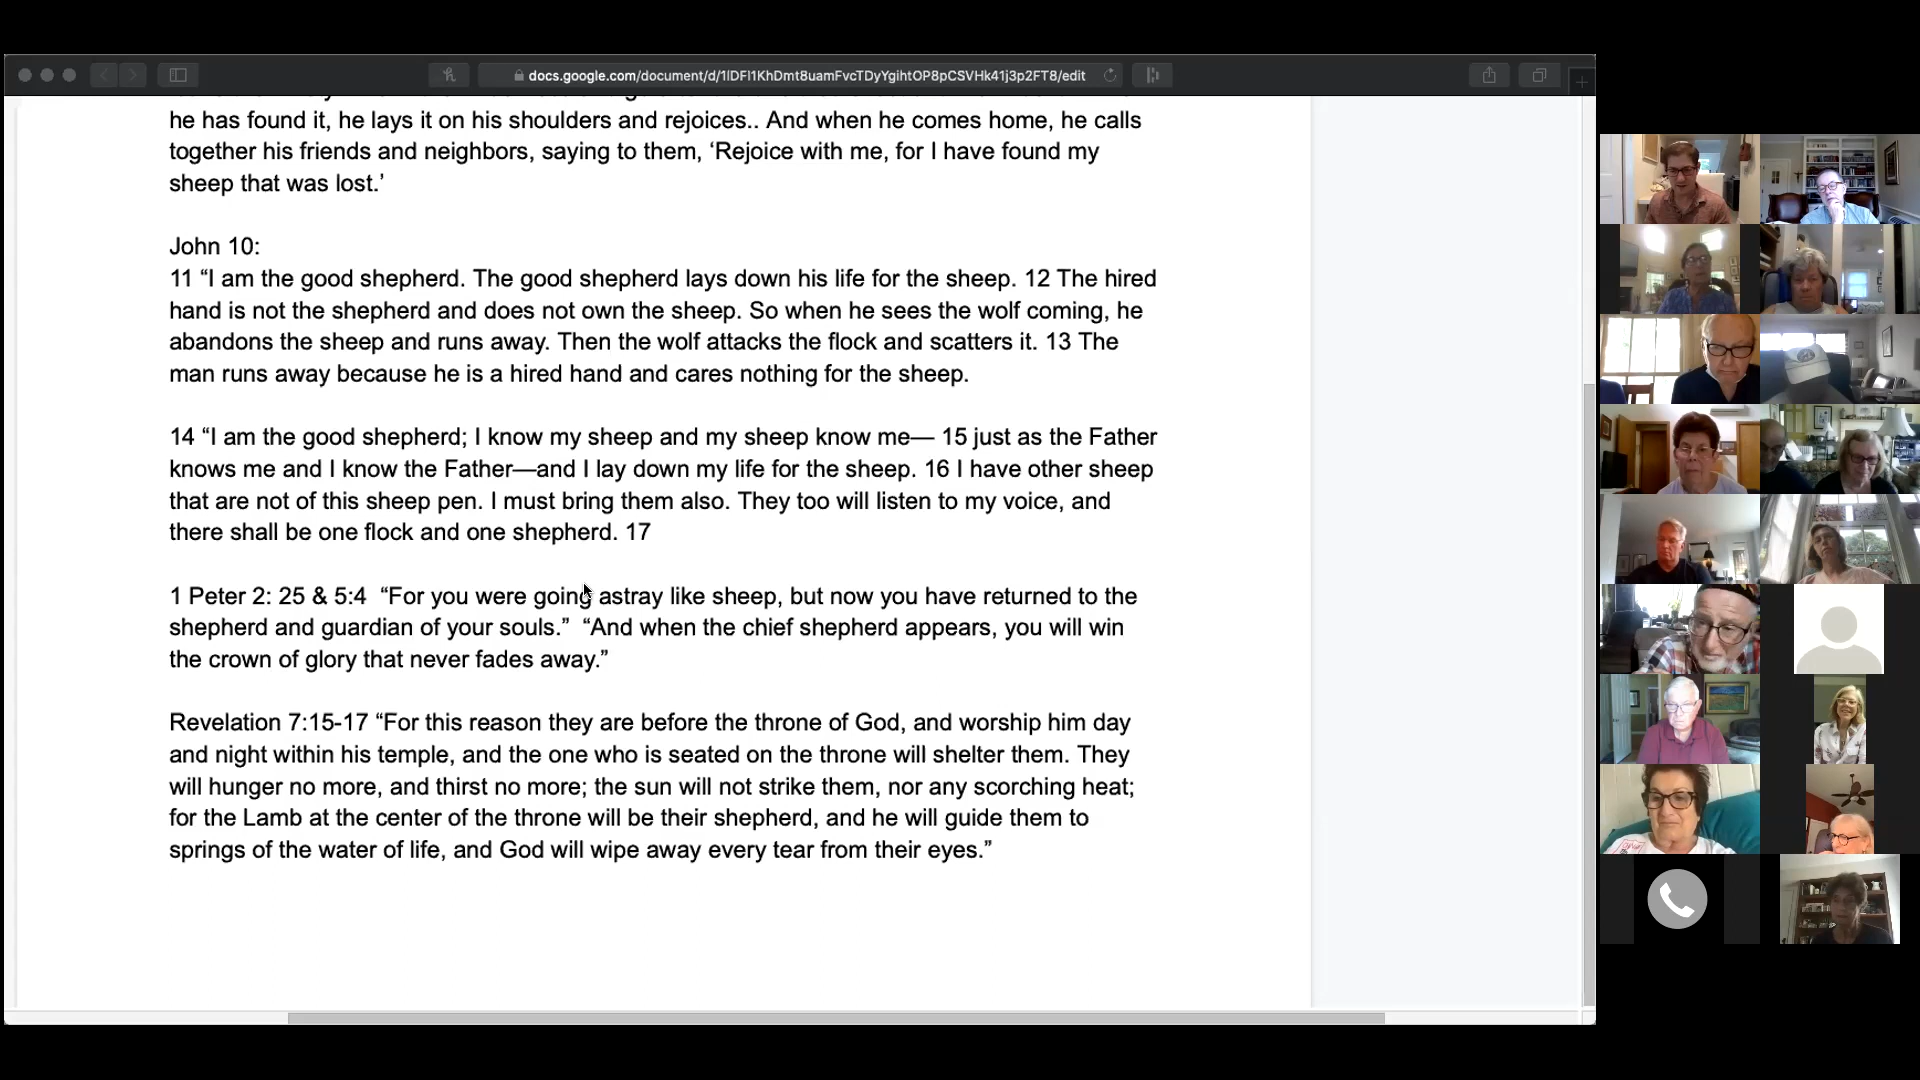 docs.google.com/document/d/1lDFl1KhDmt8uamFvcTDyYgihtOP8pCSVHk41j3p2FT8/edit
he has found it, he lays it on his shoulders and rejoices.. And when he comes home, he calls
together his friends and neighbors, saying to them, ‘Rejoice with me, for I have found my
sheep that was lost.’
John 10:
11 “I am the good shepherd. The good shepherd lays down his life for the sheep. 12 The hired
hand is not the shepherd and does not own the sheep. So when he sees the wolf coming, he
abandons the sheep and runs away. Then the wolf attacks the flock and scatters it. 13 The
man runs away because he is a hired hand and cares nothing for the sheep.
14 “I am the good shepherd; I know my sheep and my sheep know me— 15 just as the Father
knows me and I know the Father—and I lay down my life for the sheep. 16 I have other sheep
that are not of this sheep pen. I must bring them also. They too will listen to my voice, and
there shall be one flock and one shepherd. 17
1 Peter 2: 25 & 5:4  “For you were going astray like sheep, but now you have returned to the
shepherd and guardian of your souls.”  “And when the chief shepherd appears, you will win
the crown of glory that never fades away.”
Revelation 7:15-17 “For this reason they are before the throne of God, and worship him day
and night within his temple, and the one who is seated on the throne will shelter them. They
will hunger no more, and thirst no more; the sun will not strike them, nor any scorching heat;
for the Lamb at the center of the throne will be their shepherd, and he will guide them to
springs of the water of life, and God will wipe away every tear from their eyes.”